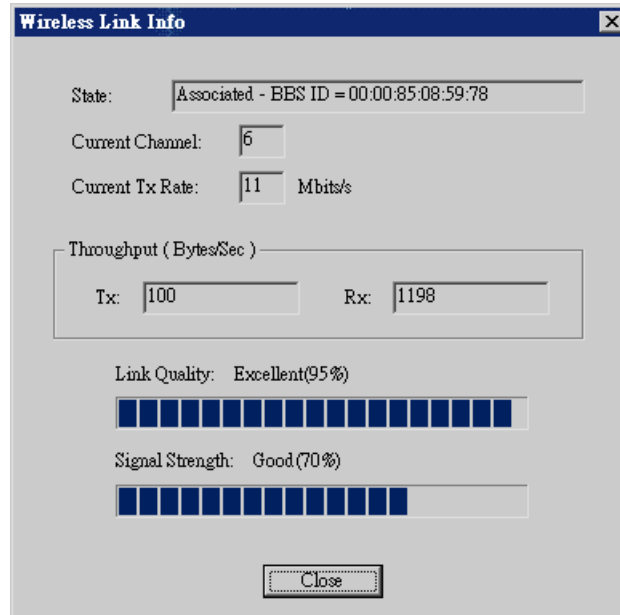 Wireless Link Info
State: Associated - BBS ID = 00:00:85:08:59:78
Current Channel: 6
Current Tx Rate: 11 Mbits/s
Throughput ( Bytes/Sec )
Tx: 100 Rx: 1198
Link Quality: Excellent(95%)
Signal Strength: Good(70%)
Close